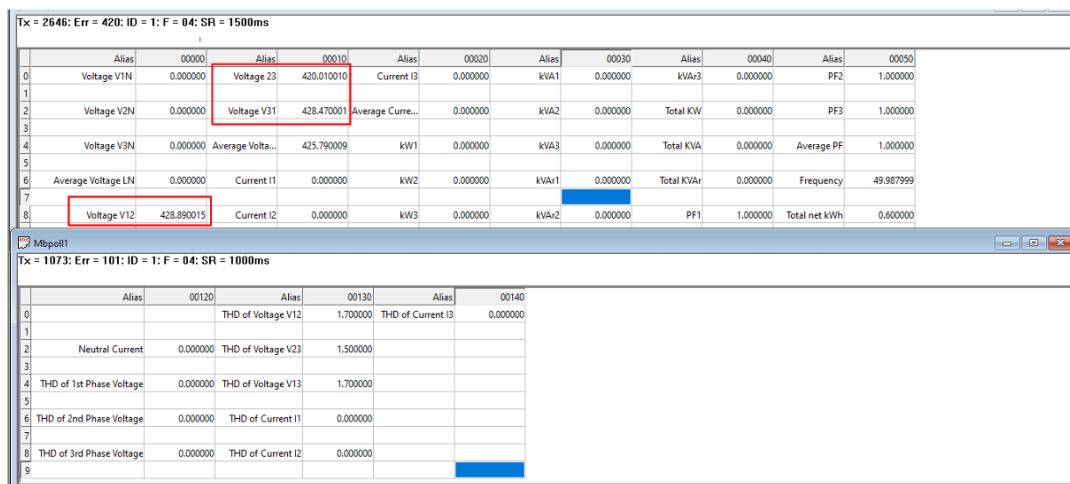 Tx = 2646: Err = 420: ID = 1: F = 04: SR = 1500ms
Alias 00000 Alias 00010 Alias 00020 Alias 00030 Alias 00040 Alias 00050
0 Voltage V1N 0.000000 Voltage 23 420.010010 Current I3 0.000000 kVA1 0.000000 kVAr3 0.000000 PF2 1.000000
1
2 Voltage V2N 0.000000 Voltage V31 428.470001 Average Curre... 0.000000 kVA2 0.000000 Total KW 0.000000 PF3 1.000000
3
4 Voltage V3N 0.000000 Average Volta... 425.790009 kW1 0.000000 kVA3 0.000000 Total KVA 0.000000 Average PF 1.000000
5
6 Average Voltage LN 0.000000 Current I1 0.000000 kW2 0.000000 kVAr1 0.000000 Total KVAr 0.000000 Frequency 49.987999
7
8 Voltage V12 428.890015 Current I2 0.000000 kW3 0.000000 kVAr2 0.000000 PF1 1.000000 Total net kWh 0.600000
Mbpoll1
Tx = 1073: Err = 101: ID = 1: F = 04: SR = 1000ms
Alias 00120 Alias 00130 Alias 00140
0 THD of Voltage V12 1.700000 THD of Current I3 0.000000
1
2 Neutral Current 0.000000 THD of Voltage V23 1.500000
3
4 THD of 1st Phase Voltage 0.000000 THD of Voltage V13 1.700000
5
6 THD of 2nd Phase Voltage 0.000000 THD of Current I1 0.000000
7
8 THD of 3rd Phase Voltage 0.000000 THD of Current I2 0.000000
9